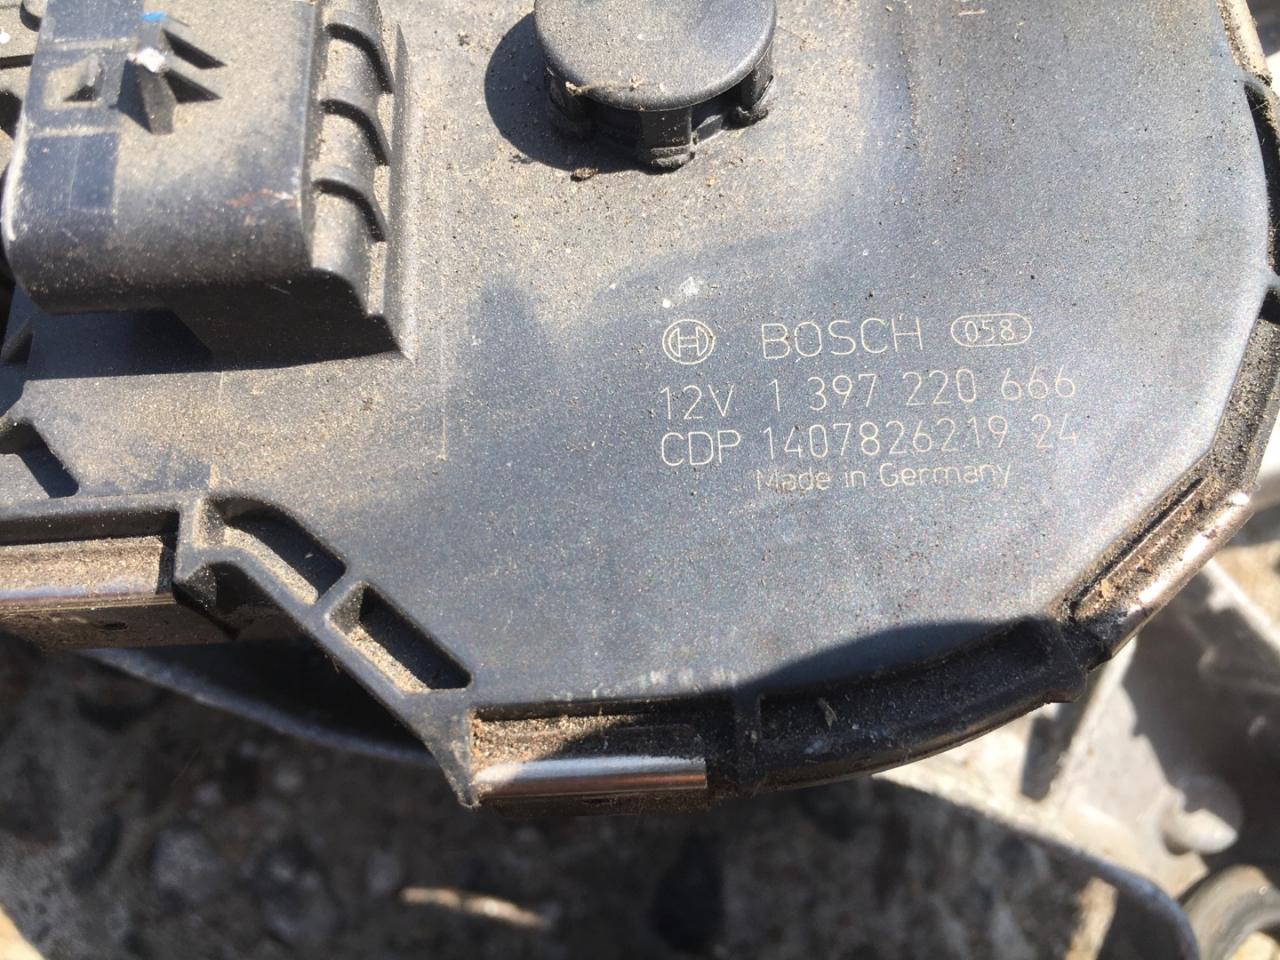 BOSCH 058
12V 1 397 220 666
CDP 1407826219 24
Made in Germany